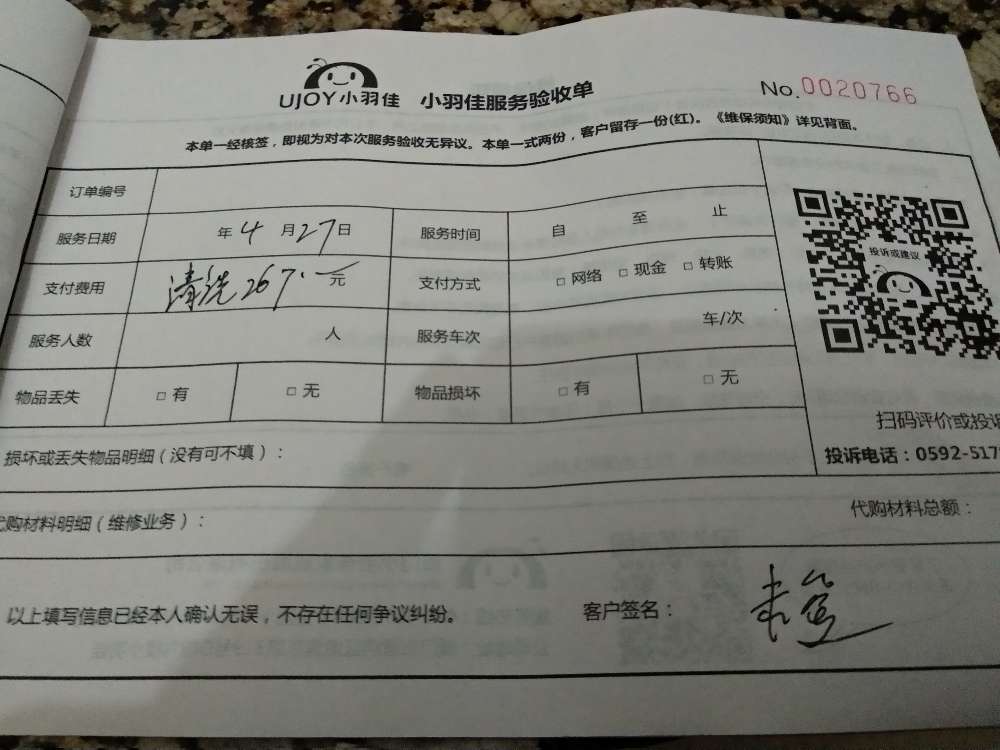 UJOY小羽佳 小羽佳服务验收单 No.0020766
本单一经核签，即视为对本次服务验收无异议。本单一式两份，客户留存一份(红)。《维保须知》详见背面。
订单编号
服务日期 年4月27日 服务时间 自 至 止
支付费用 清洗267.一元 支付方式 □网络 □现金 □转账
服务人数 人 服务车次 车/次
物品丢失 □有 □无 物品损坏 □有 □无
投诉或建议
扫码评价或投诉
投诉电话：0592-517
损坏或丢失物品明细（没有可不填）：
代购材料明细（维修业务）： 代购材料总额：
以上填写信息已经本人确认无误，不存在任何争议纠纷。 客户签名：